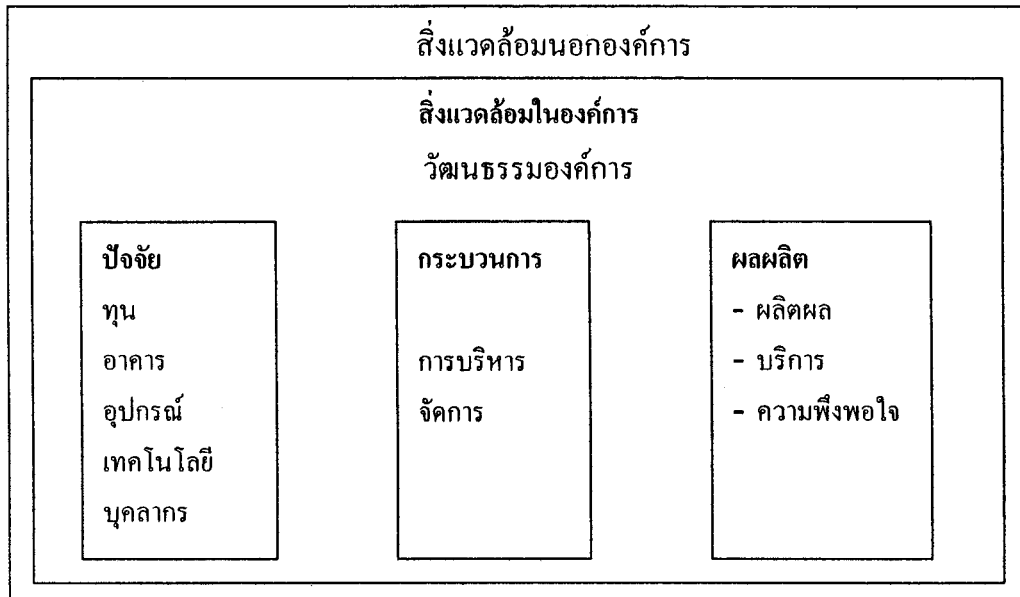 สิ่งแวดล้อมนอกองค์การ
สิ่งแวดล้อมในองค์การ
วัฒนธรรมองค์การ
ปัจจัย
ทุน
อาคาร
อุปกรณ์
เทคโนโลยี
บุคลากร
กระบวนการ
การบริหาร
จัดการ
ผลผลิต
- ผลิตผล
- บริการ
- ความพึงพอใจ